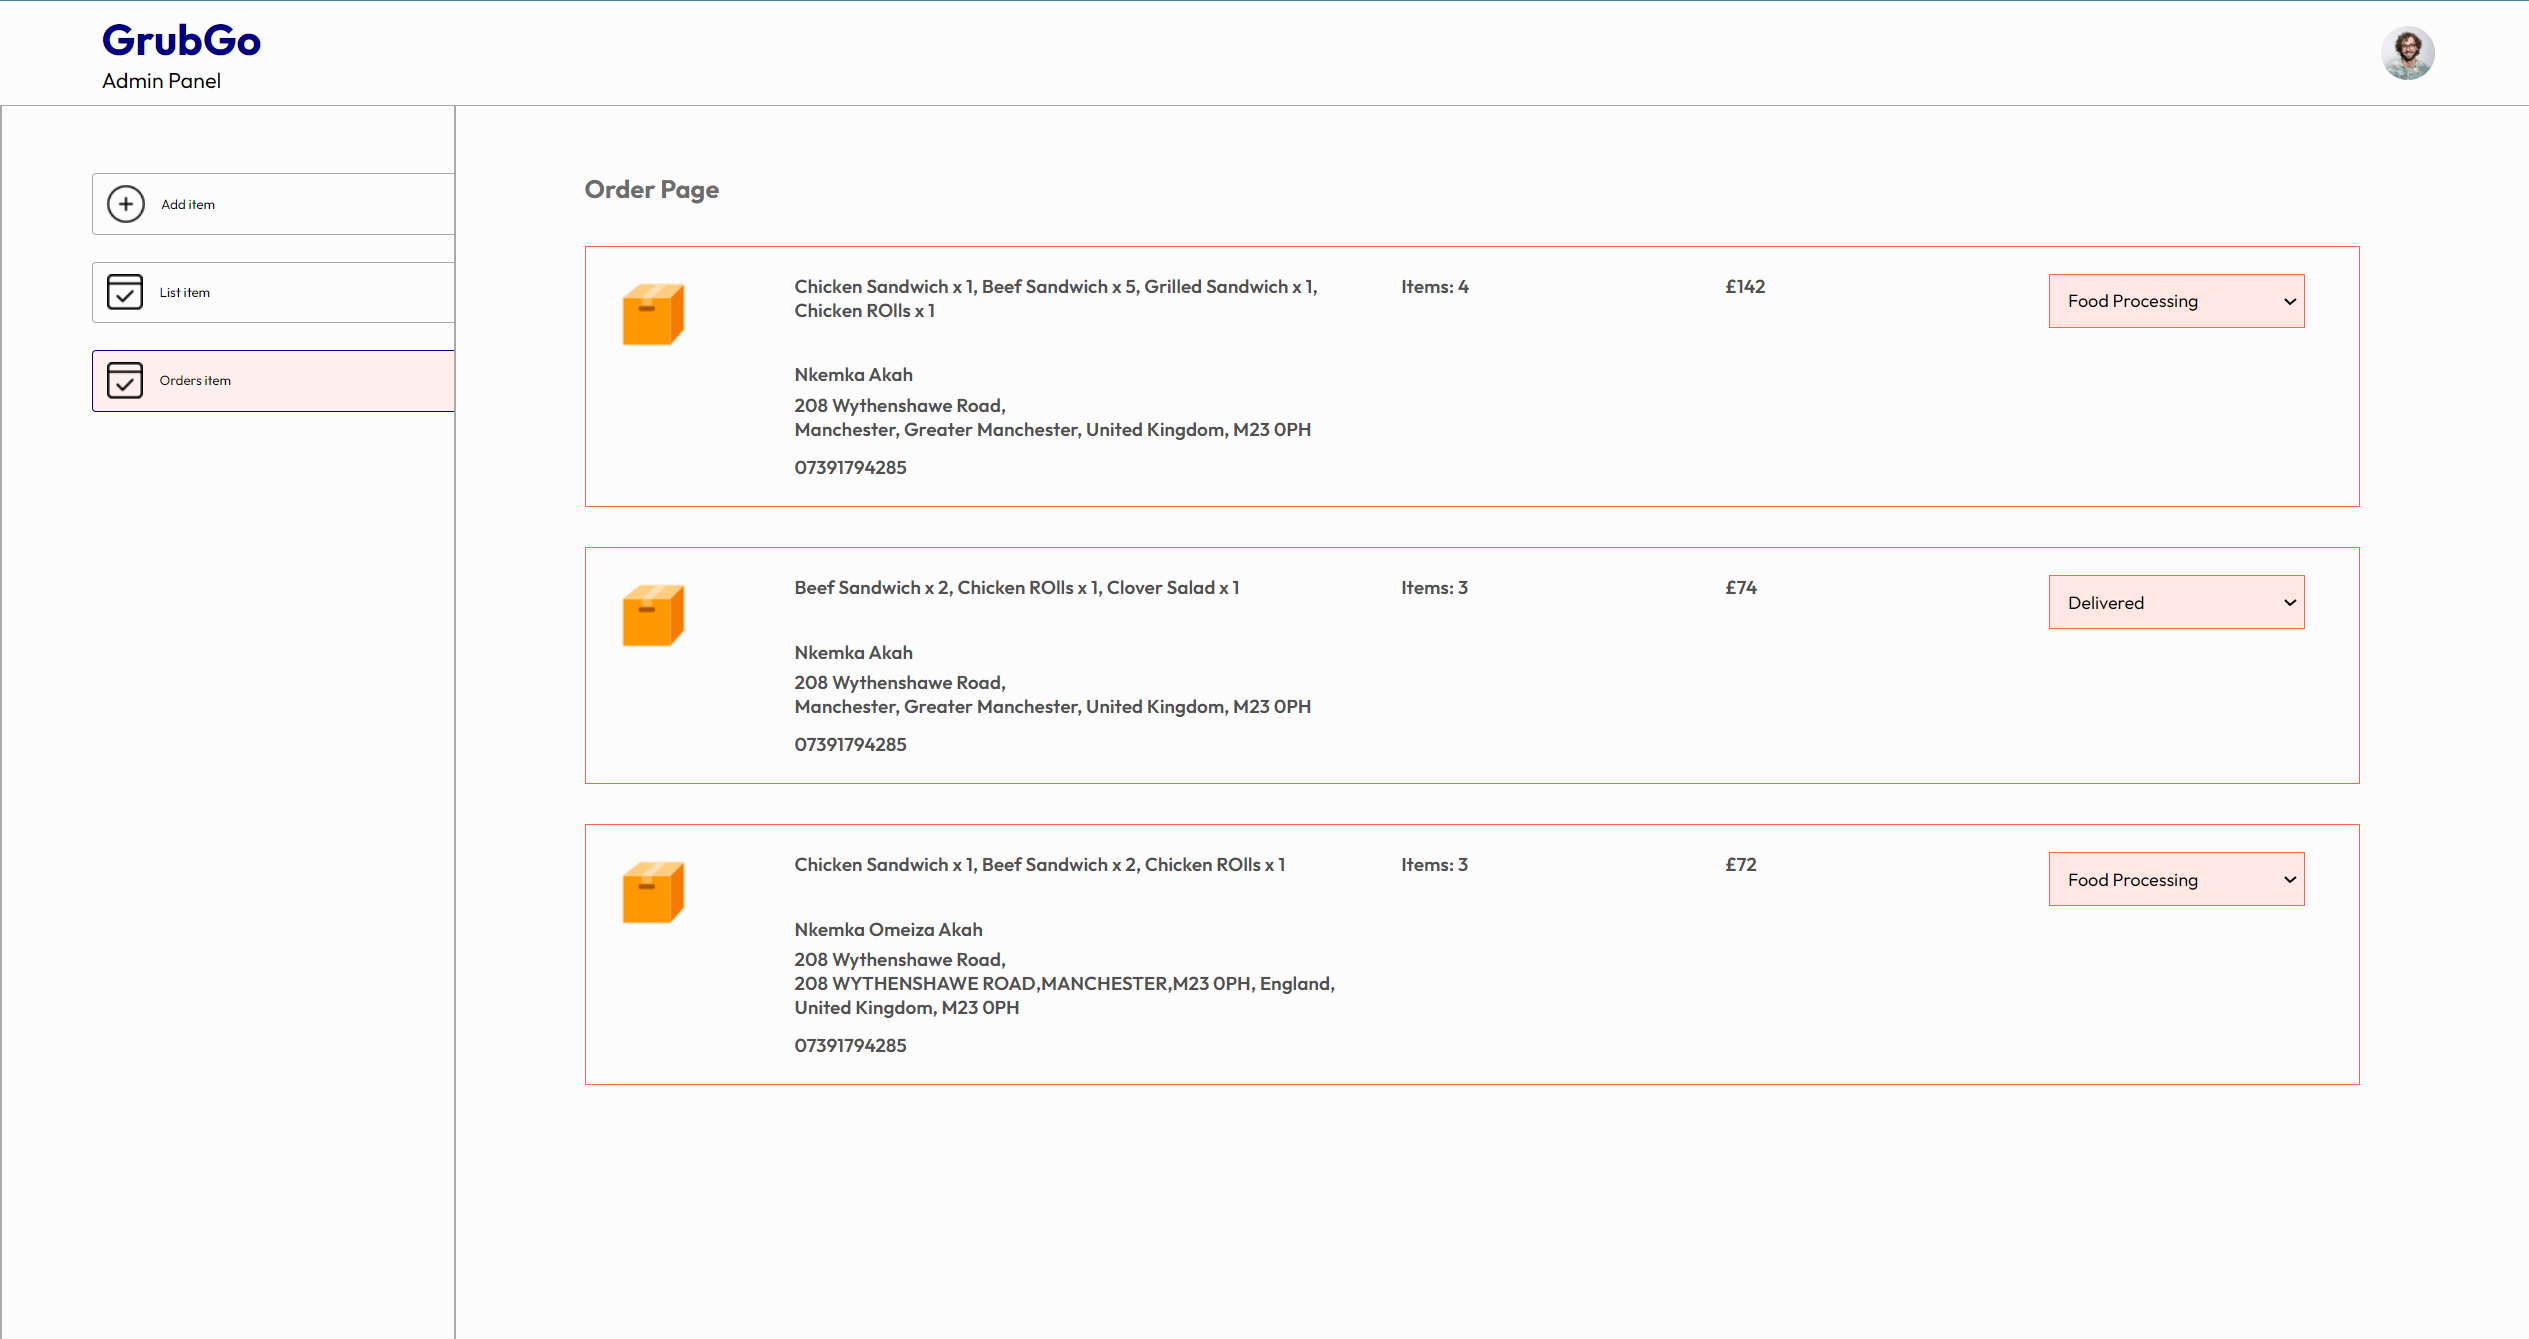 GrubGo
Admin Panel
Add item
List item
Orders item
Order Page
Chicken Sandwich x 1, Beef Sandwich x 5, Grilled Sandwich x 1,
Chicken ROlls x 1
Items: 4
£142
Food Processing
Nkemka Akah
208 Wythenshawe Road,
Manchester, Greater Manchester, United Kingdom, M23 0PH
07391794285
Beef Sandwich x 2, Chicken ROlls x 1, Clover Salad x 1
Items: 3
£74
Delivered
Nkemka Akah
208 Wythenshawe Road,
Manchester, Greater Manchester, United Kingdom, M23 0PH
07391794285
Chicken Sandwich x 1, Beef Sandwich x 2, Chicken ROlls x 1
Items: 3
£72
Food Processing
Nkemka Omeiza Akah
208 Wythenshawe Road,
208 WYTHENSHAWE ROAD,MANCHESTER,M23 0PH, England,
United Kingdom, M23 0PH
07391794285